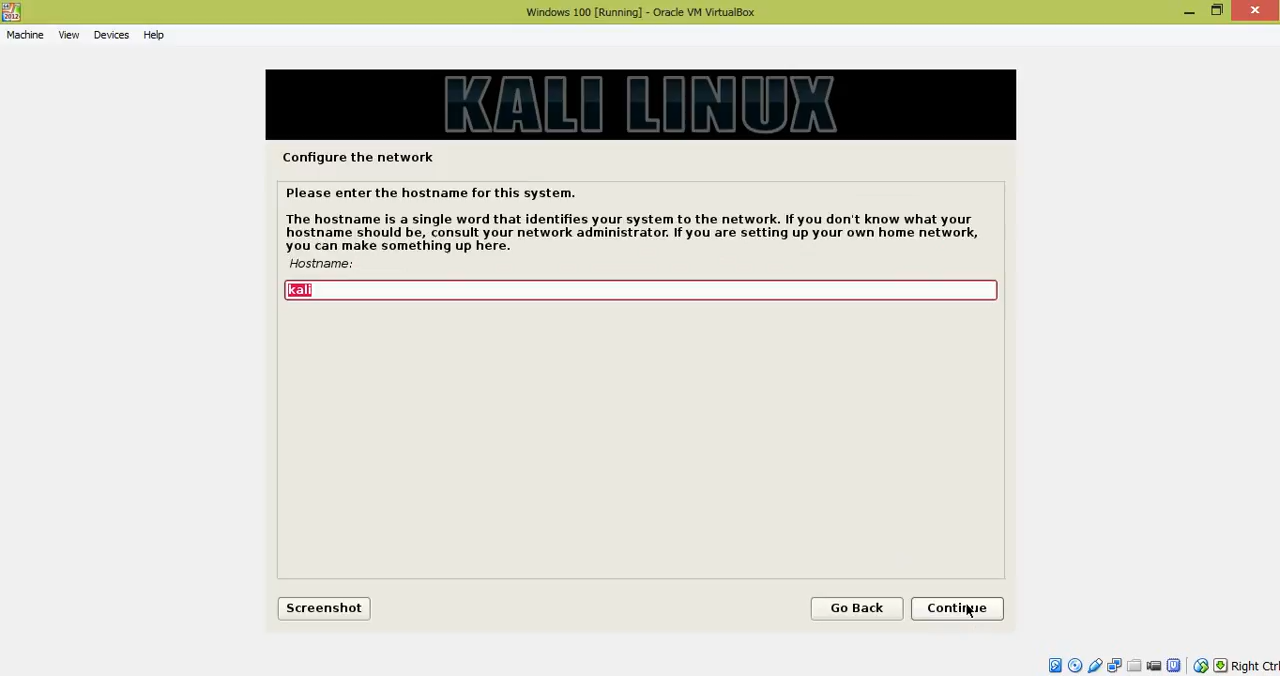 Windows 100 [Running] - Oracle VM VirtualBox
2012
Machine View Devices Help
KALI LINUX
Configure the network
Please enter the hostname for this system.
The hostname is a single word that identifies your system to the network. If you don't know what your
hostname should be, consult your network administrator. If you are setting up your own home network,
you can make something up here.
Hostname:
kali
Screenshot Go Back Continue
Right Ctrl